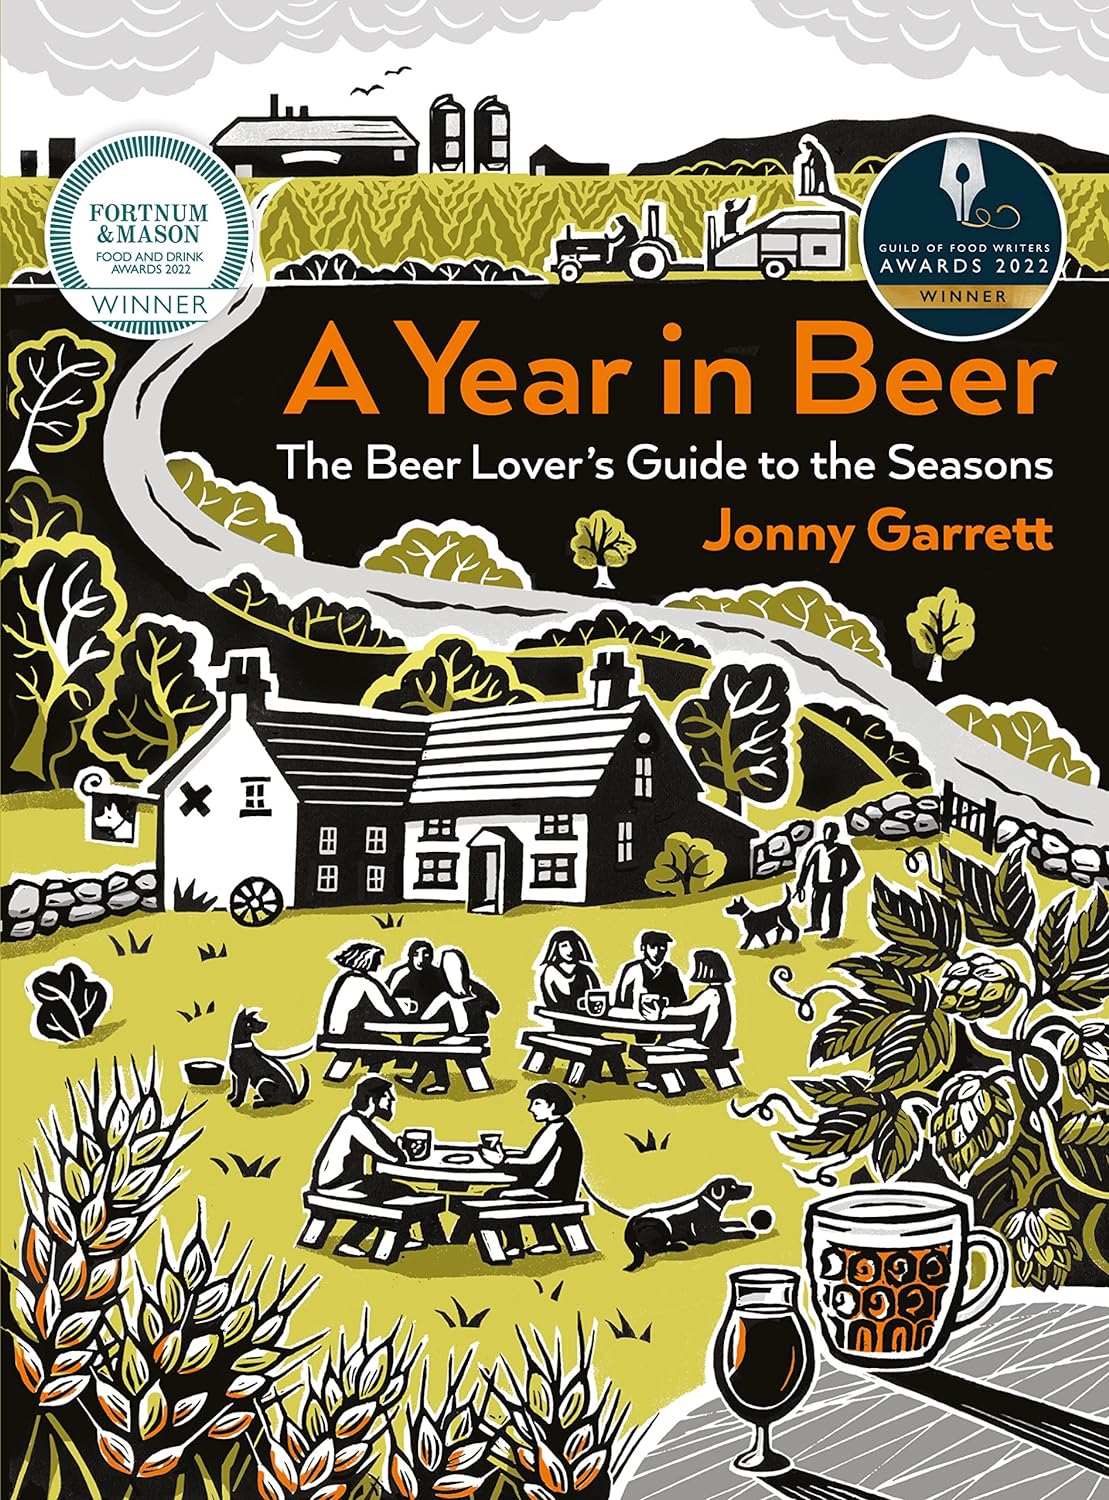 FORTNUM
& MASON
FOOD AND DRINK
AWARDS 2022
WINNER
GUILD OF FOOD WRITERS
AWARDS 2022
WINNER
A Year in Beer
The Beer Lover's Guide to the Seasons
Jonny Garrett